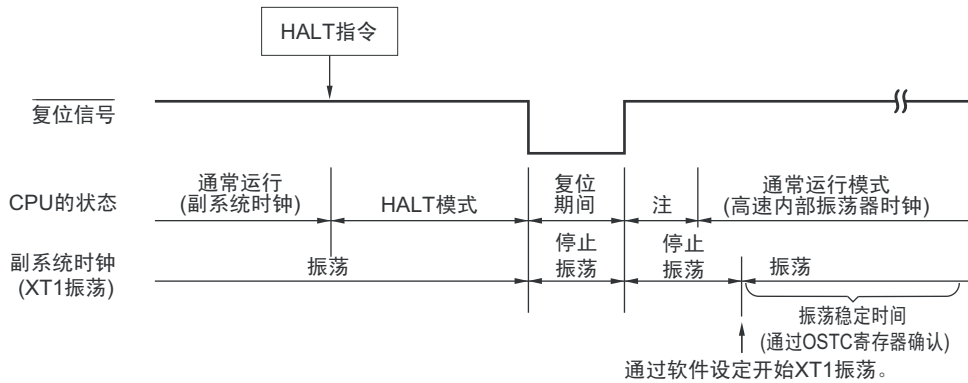 HALT指令
复位信号
CPU的状态
通常运行
(副系统时钟)
HALT模式
复位
期间
注
通常运行模式
(高速内部振荡器时钟)
副系统时钟
(XT1振荡)
振荡
停止
振荡
停止
振荡
振荡
振荡稳定时间
(通过OSTC寄存器确认)
通过软件设定开始XT1振荡。